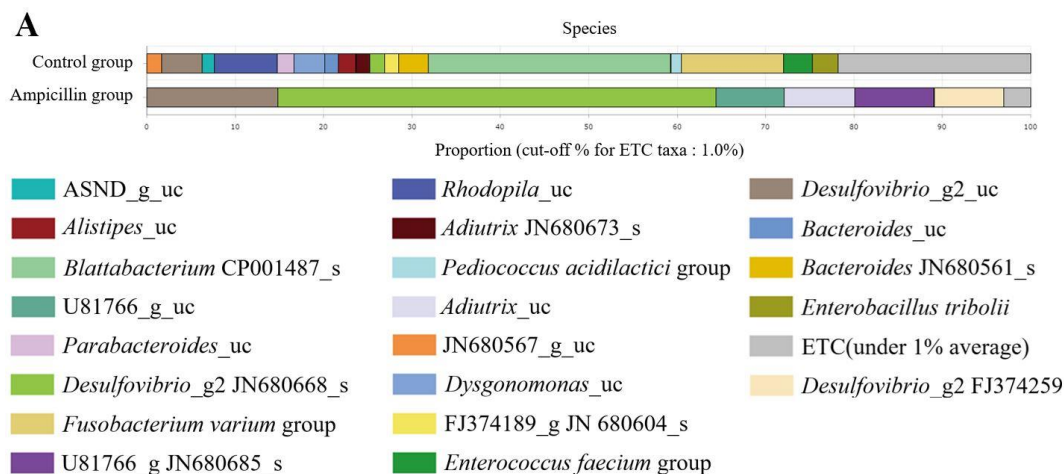 A
Species
Control group
Ampicillin group
0 10 20 30 40 50 60 70 80 90 100
Proportion (cut-off % for ETC taxa : 1.0%)
ASND_g_uc Rhodopila_uc Desulfovibrio_g2_uc
Alistipes_uc Adiutrix JN680673_s Bacteroides_uc
Blattabacterium CP001487_s Pediococcus acidilactici group Bacteroides JN680561_s
U81766_g_uc Adiutrix_uc Enterobacillus tribolii
Parabacteroides_uc JN680567_g_uc ETC(under 1% average)
Desulfovibrio_g2 JN680668_s Dysgonomonas_uc Desulfovibrio_g2 FJ374259
Fusobacterium varium group FJ374189_g JN 680604_s
U81766_g JN680685_s Enterococcus faecium group